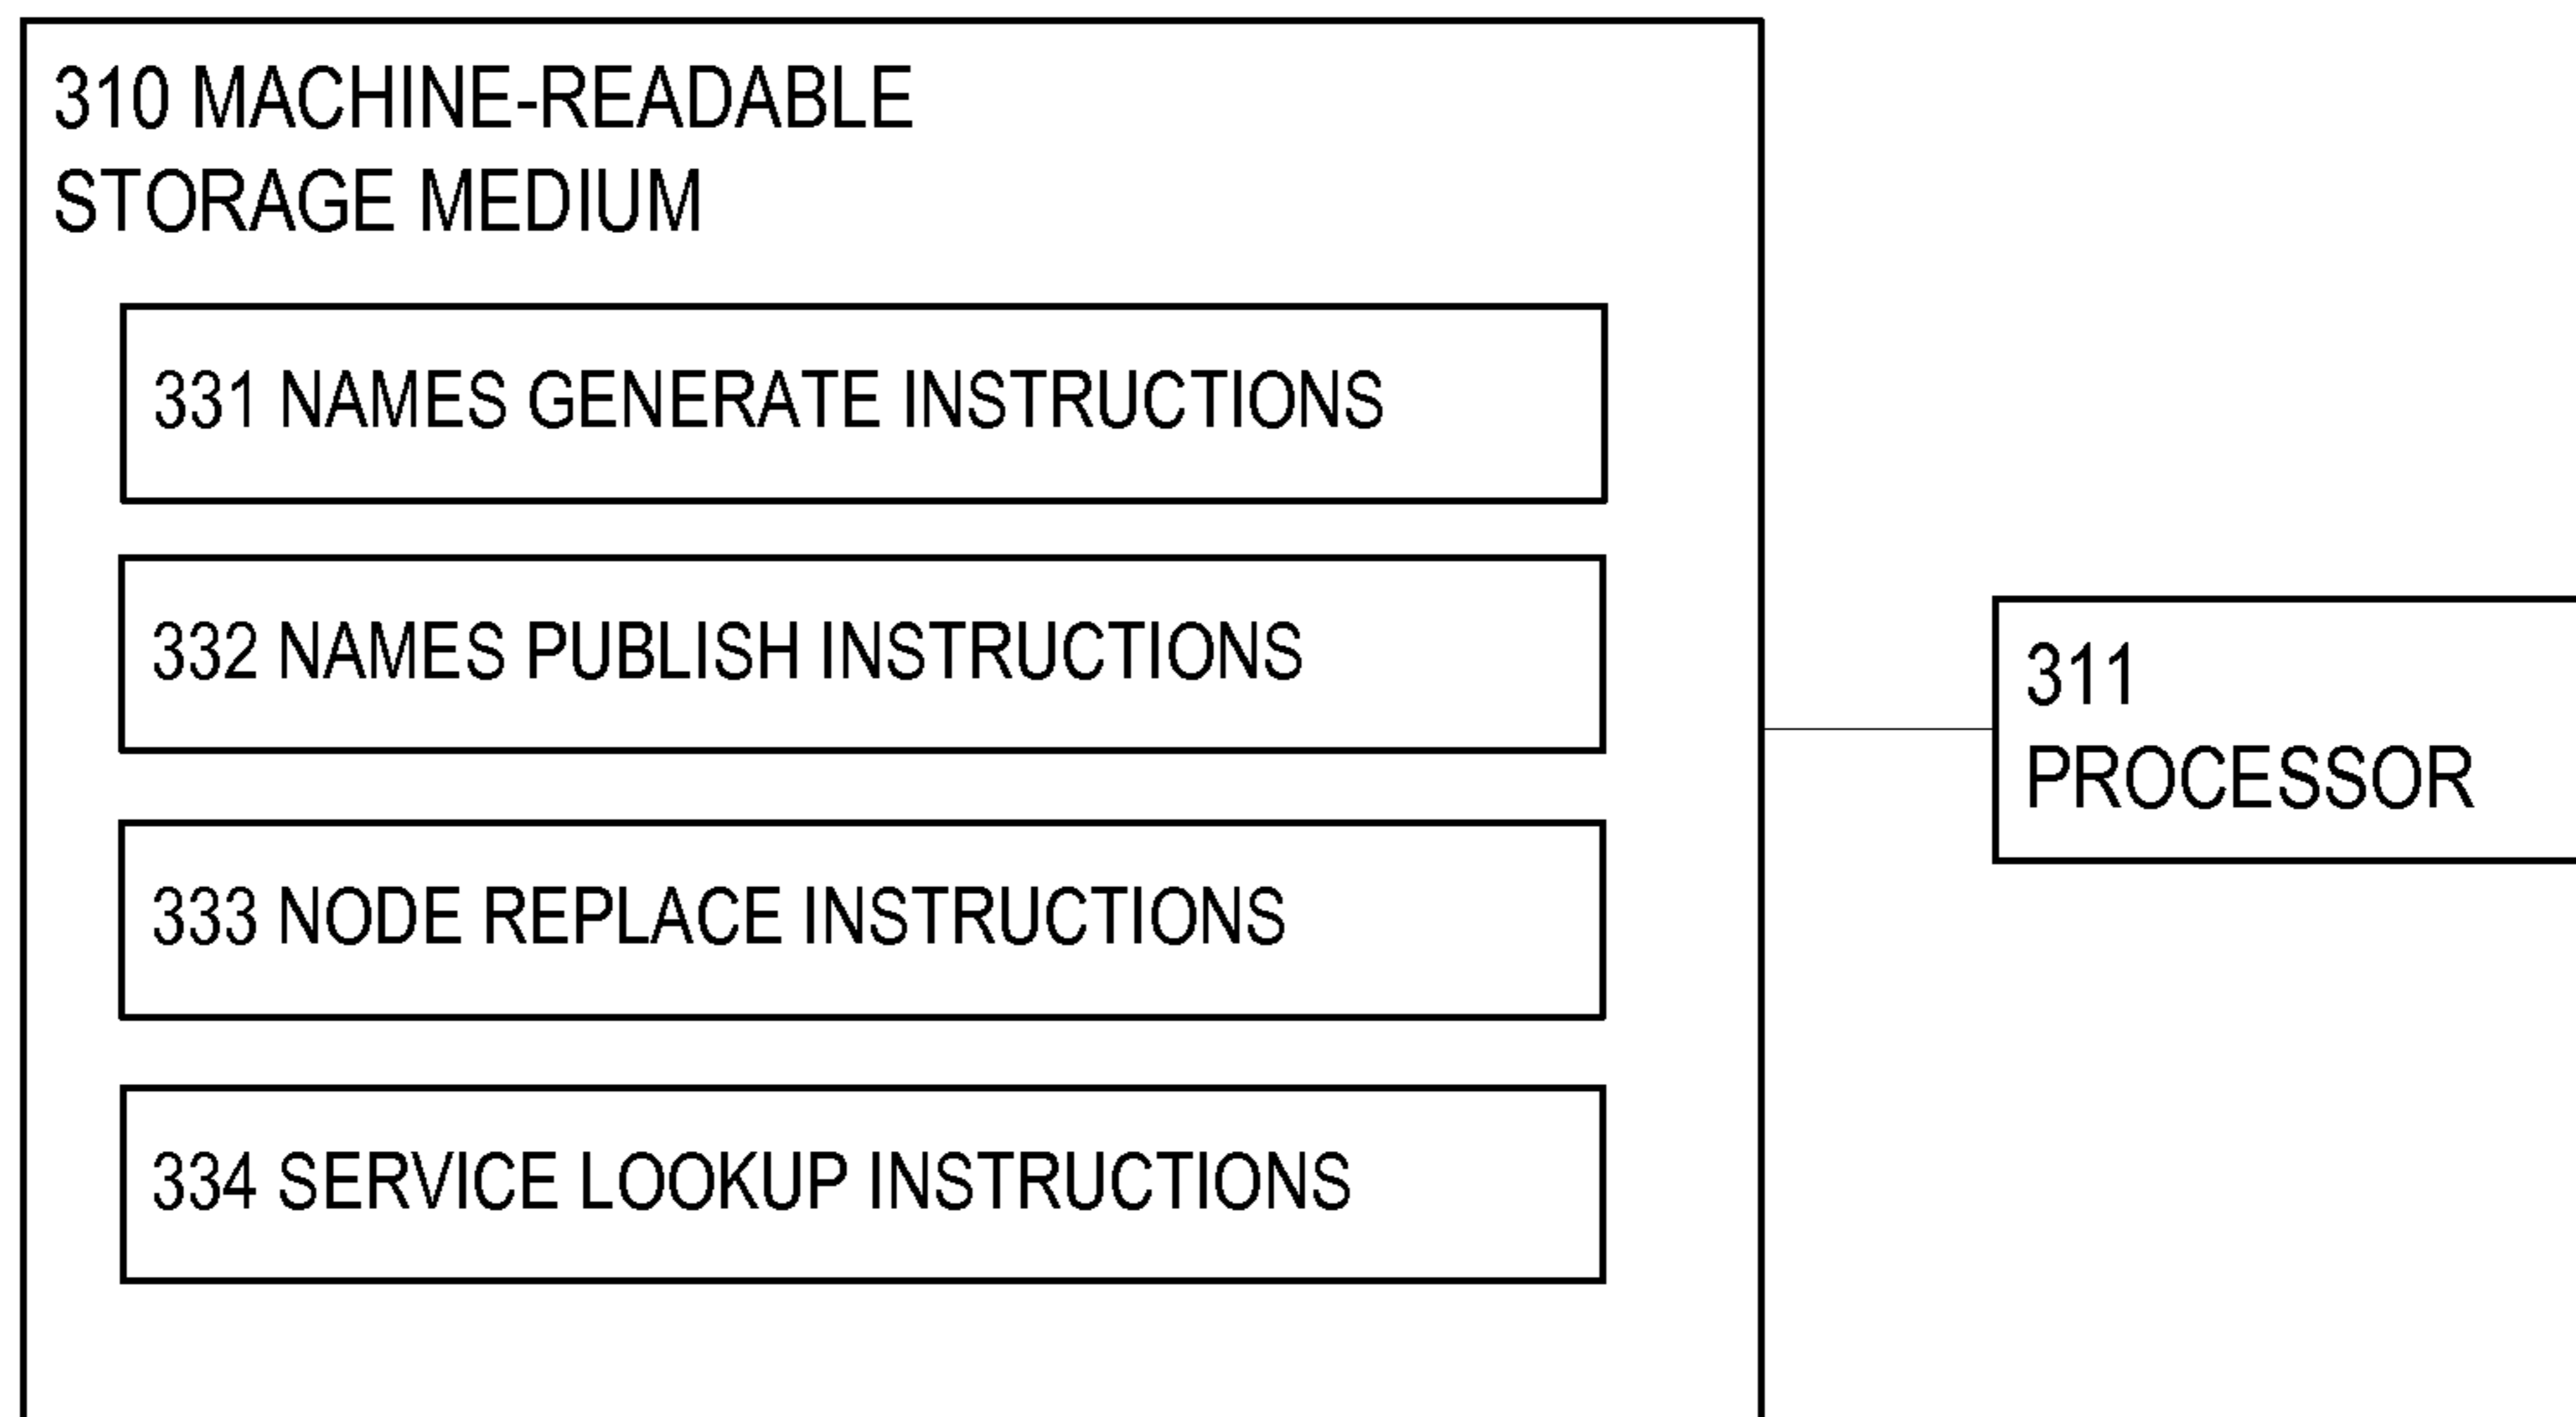 310 MACHINE-READABLE
STORAGE MEDIUM
331 NAMES GENERATE INSTRUCTIONS
332 NAMES PUBLISH INSTRUCTIONS
333 NODE REPLACE INSTRUCTIONS
334 SERVICE LOOKUP INSTRUCTIONS
311
PROCESSOR